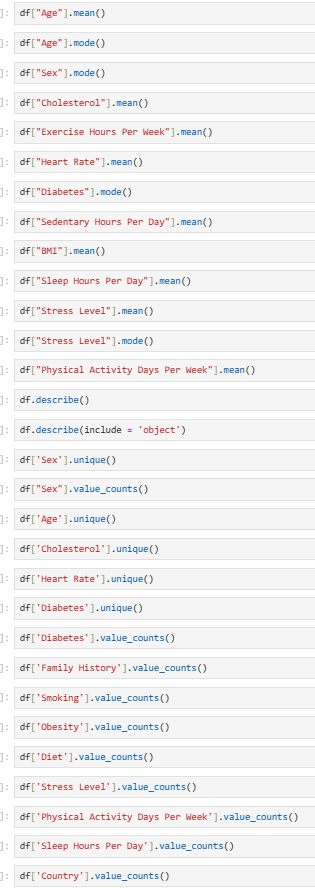 ]: df["Age"].mean()
]: df["Age"].mode()
]: df["Sex"].mode()
]: df["Cholesterol"].mean()
]: df["Exercise Hours Per Week"].mean()
]: df["Heart Rate"].mean()
]: df["Diabetes"].mode()
]: df["Sedentary Hours Per Day"].mean()
]: df["BMI"].mean()
]: df["Sleep Hours Per Day"].mean()
]: df["Stress Level"].mean()
]: df["Stress Level"].mode()
]: df["Physical Activity Days Per Week"].mean()
]: df.describe()
]: df.describe(include = 'object')
]: df['Sex'].unique()
]: df["Sex"].value_counts()
]: df['Age'].unique()
]: df['Cholesterol'].unique()
]: df['Heart Rate'].unique()
]: df['Diabetes'].unique()
]: df['Diabetes'].value_counts()
]: df['Family History'].value_counts()
]: df['Smoking'].value_counts()
]: df['Obesity'].value_counts()
]: df['Diet'].value_counts()
]: df['Stress Level'].value_counts()
]: df['Physical Activity Days Per Week'].value_counts()
]: df['Sleep Hours Per Day'].value_counts()
]: df['Country'].value_counts()